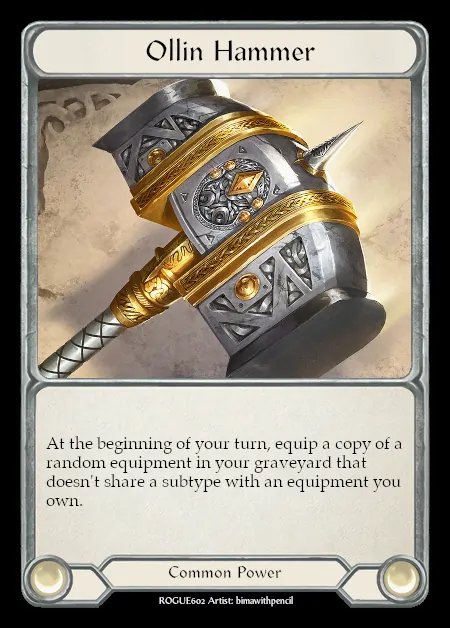 Ollin Hammer
At the beginning of your turn, equip a copy of a
random equipment in your graveyard that
doesn't share a subtype with an equipment you
own.
Common Power
ROGUE602 Artist: bimawithpencil